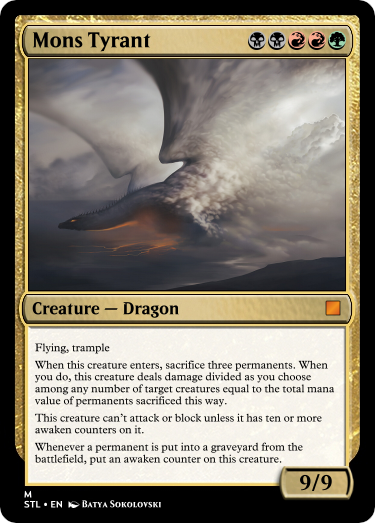 Mons Tyrant
Creature — Dragon
Flying, trample
When this creature enters, sacrifice three permanents. When
you do, this creature deals damage divided as you choose
among any number of target creatures equal to the total mana
value of permanents sacrificed this way.
This creature can't attack or block unless it has ten or more
awaken counters on it.
Whenever a permanent is put into a graveyard from the
battlefield, put an awaken counter on this creature.
9/9
M
STL • EN Batya Sokolovski